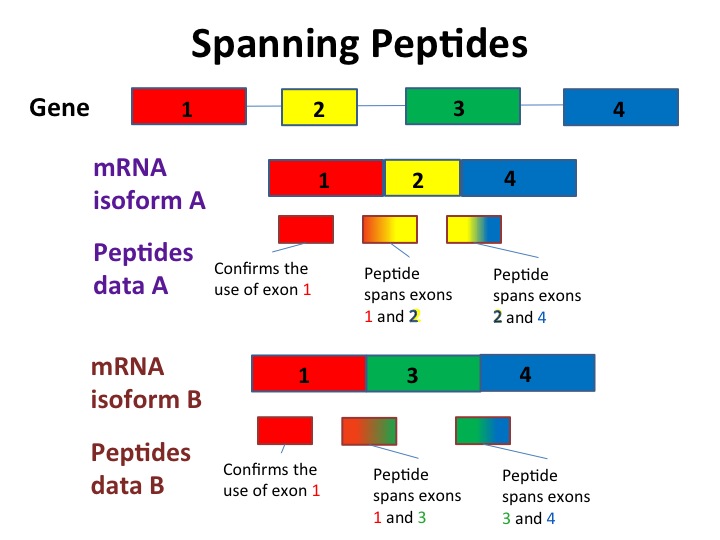 Spanning Peptides
Gene
1
2
3
4
mRNA
isoform A
1
2
4
Peptides
data A
Confirms the
use of exon 1
Peptide
spans exons
1 and 2
Peptide
spans exons
2 and 4
mRNA
isoform B
1
3
4
Peptides
data B
Confirms the
use of exon 1
Peptide
spans exons
1 and 3
Peptide
spans exons
3 and 4